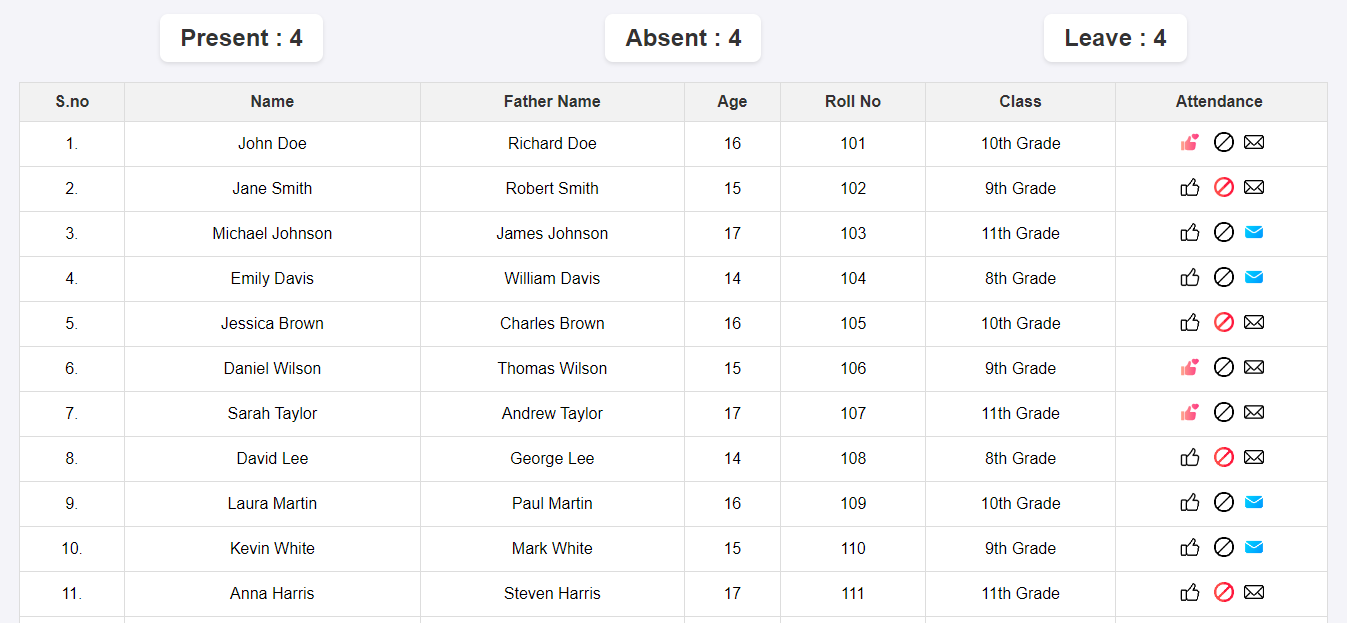 Present : 4 Absent : 4 Leave : 4
S.no Name Father Name Age Roll No Class Attendance
1. John Doe Richard Doe 16 101 10th Grade
2. Jane Smith Robert Smith 15 102 9th Grade
3. Michael Johnson James Johnson 17 103 11th Grade
4. Emily Davis William Davis 14 104 8th Grade
5. Jessica Brown Charles Brown 16 105 10th Grade
6. Daniel Wilson Thomas Wilson 15 106 9th Grade
7. Sarah Taylor Andrew Taylor 17 107 11th Grade
8. David Lee George Lee 14 108 8th Grade
9. Laura Martin Paul Martin 16 109 10th Grade
10. Kevin White Mark White 15 110 9th Grade
11. Anna Harris Steven Harris 17 111 11th Grade